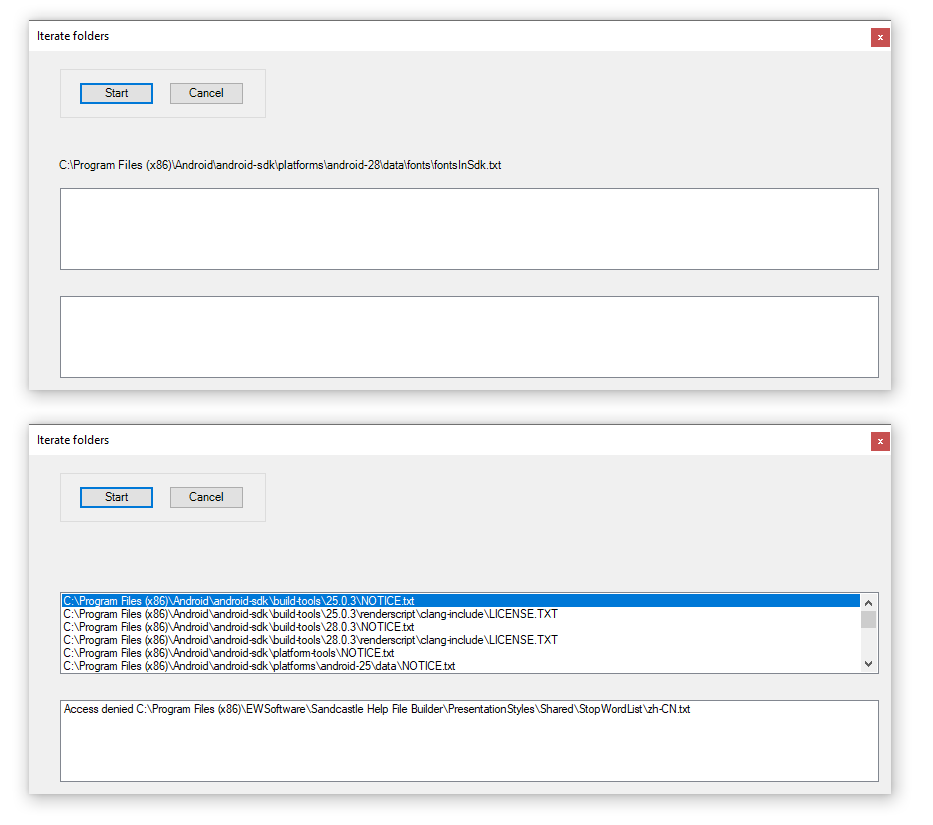 Iterate folders
x
Start
Cancel
C:\Program Files (x86)\Android\android-sdk\platforms\android-28\data\fonts\fontsInSdk.txt
Iterate folders
x
Start
Cancel
C:\Program Files (x86)\Android\android-sdk\build-tools\25.0.3\NOTICE.txt
C:\Program Files (x86)\Android\android-sdk\build-tools\25.0.3\renderscript\clang-include\LICENSE.TXT
C:\Program Files (x86)\Android\android-sdk\build-tools\28.0.3\NOTICE.txt
C:\Program Files (x86)\Android\android-sdk\build-tools\28.0.3\renderscript\clang-include\LICENSE.TXT
C:\Program Files (x86)\Android\android-sdk\platform-tools\NOTICE.txt
C:\Program Files (x86)\Android\android-sdk\platforms\android-25\data\NOTICE.txt
Access denied C:\Program Files (x86)\EWSoftware\Sandcastle Help File Builder\PresentationStyles\Shared\StopWordList\zh-CN.txt